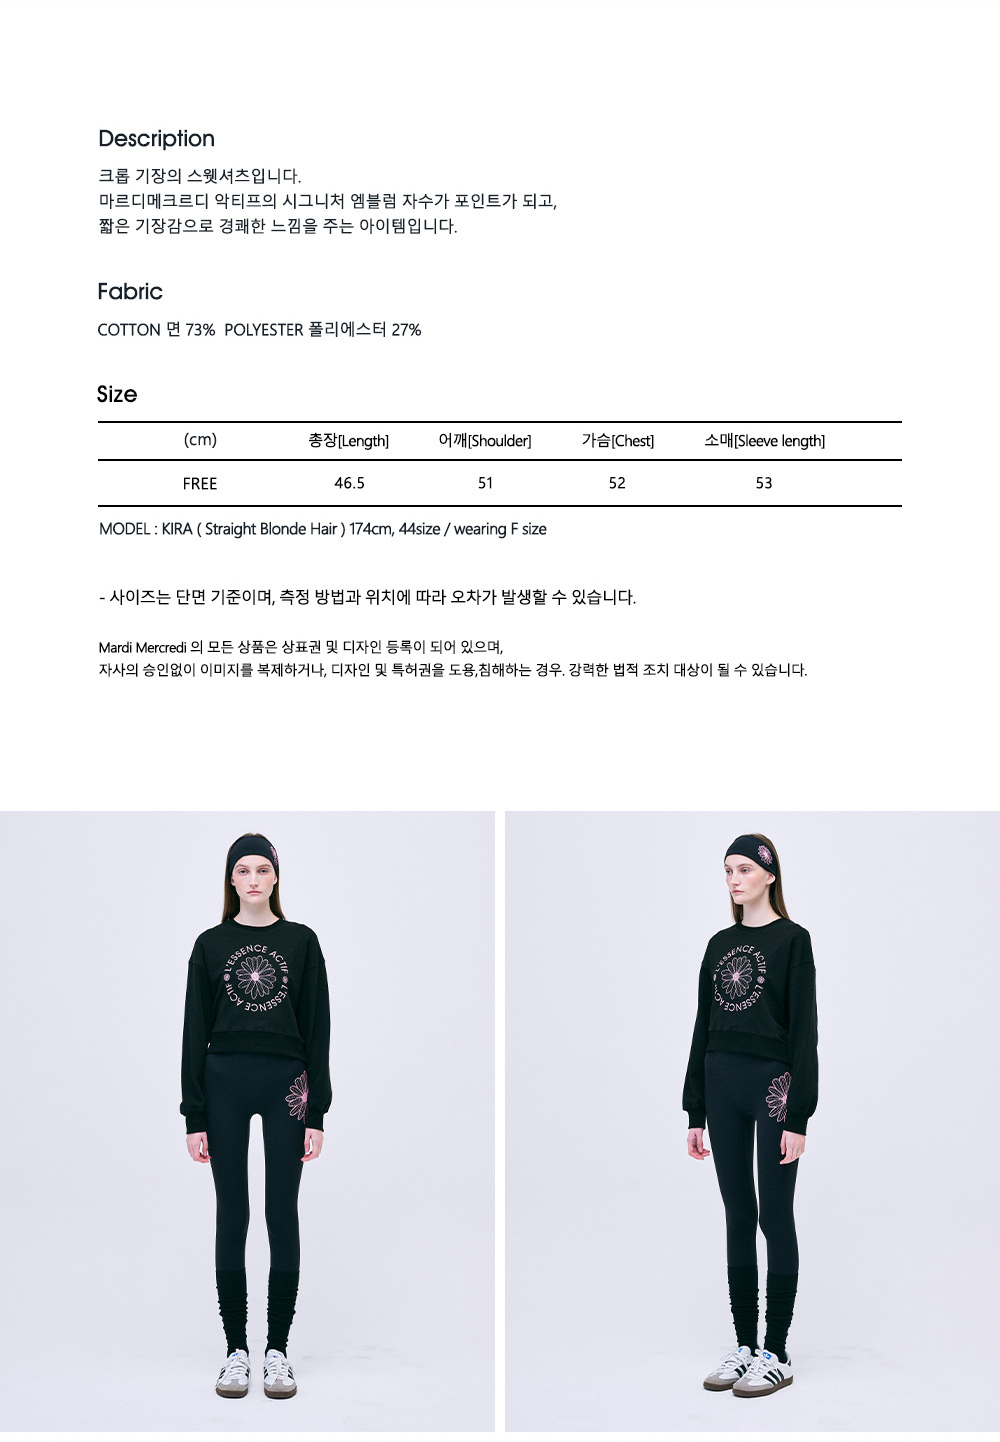 Description
크롭 기장의 스웻셔츠입니다.
마르디메크르디 악티프의 시그니처 엠블럼 자수가 포인트가 되고,
짧은 기장감으로 경쾌한 느낌을 주는 아이템입니다.
Fabric
COTTON 면 73% POLYESTER 폴리에스터 27%
Size
(cm) 총장[Length] 어깨[Shoulder] 가슴[Chest] 소매[Sleeve length]
FREE 46.5 51 52 53
MODEL : KIRA ( Straight Blonde Hair ) 174cm, 44size / wearing F size
- 사이즈는 단면 기준이며, 측정 방법과 위치에 따라 오차가 발생할 수 있습니다.
Mardi Mercredi 의 모든 상품은 상표권 및 디자인 등록이 되어 있으며,
자사의 승인없이 이미지를 복제하거나, 디자인 및 특허권을 도용,침해하는 경우. 강력한 법적 조치 대상이 될 수 있습니다.
L'ESSENCE ACTIF
L'ESSENCE ACTIF
L'ESSENCE ACTIF
L'ESSENCE ACTIF